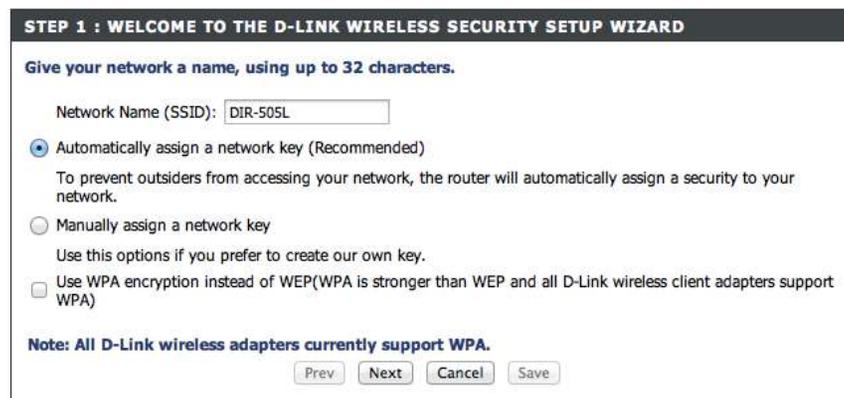 STEP 1 : WELCOME TO THE D-LINK WIRELESS SECURITY SETUP WIZARD
Give your network a name, using up to 32 characters.
Network Name (SSID): DIR-505L
Automatically assign a network key (Recommended)
To prevent outsiders from accessing your network, the router will automatically assign a security to your
network.
Manually assign a network key
Use this options if you prefer to create our own key.
Use WPA encryption instead of WEP(WPA is stronger than WEP and all D-Link wireless client adapters support
WPA)
Note: All D-Link wireless adapters currently support WPA.
Prev Next Cancel Save